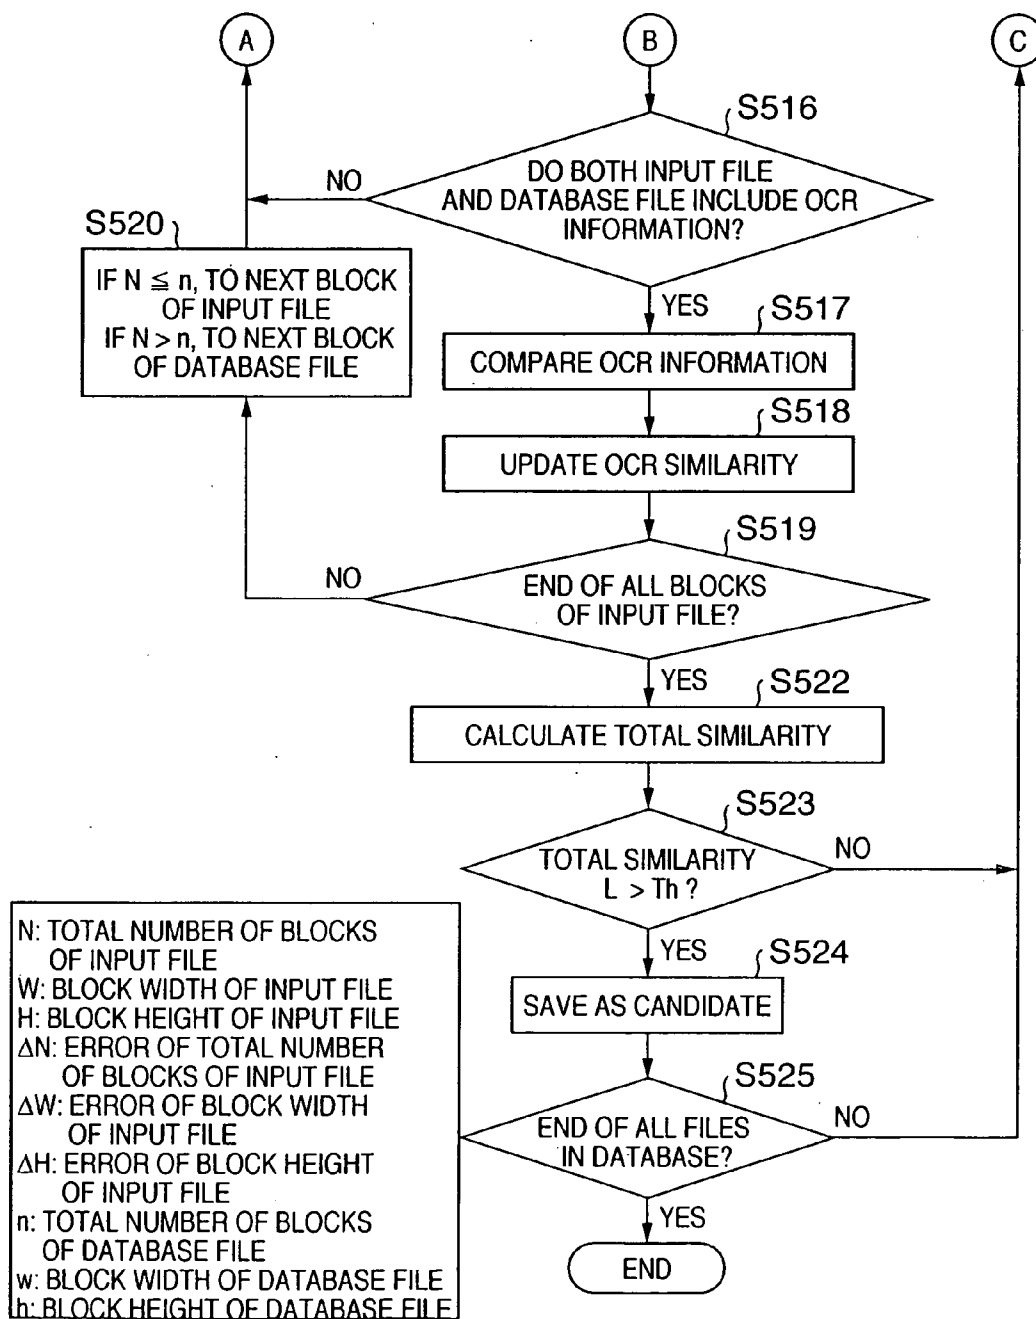 A
B
C
S516
DO BOTH INPUT FILE
AND DATABASE FILE INCLUDE OCR
INFORMATION?
NO
YES
S520
IF N ≦ n, TO NEXT BLOCK
OF INPUT FILE
IF N > n, TO NEXT BLOCK
OF DATABASE FILE
S517
COMPARE OCR INFORMATION
S518
UPDATE OCR SIMILARITY
S519
END OF ALL BLOCKS
OF INPUT FILE?
NO
YES
S522
CALCULATE TOTAL SIMILARITY
S523
TOTAL SIMILARITY
L > Th ?
NO
YES
S524
SAVE AS CANDIDATE
S525
END OF ALL FILES
IN DATABASE?
NO
YES
END
N: TOTAL NUMBER OF BLOCKS
OF INPUT FILE
W: BLOCK WIDTH OF INPUT FILE
H: BLOCK HEIGHT OF INPUT FILE
ΔN: ERROR OF TOTAL NUMBER
OF BLOCKS OF INPUT FILE
ΔW: ERROR OF BLOCK WIDTH
OF INPUT FILE
ΔH: ERROR OF BLOCK HEIGHT
OF INPUT FILE
n: TOTAL NUMBER OF BLOCKS
OF DATABASE FILE
w: BLOCK WIDTH OF DATABASE FILE
h: BLOCK HEIGHT OF DATABASE FILE